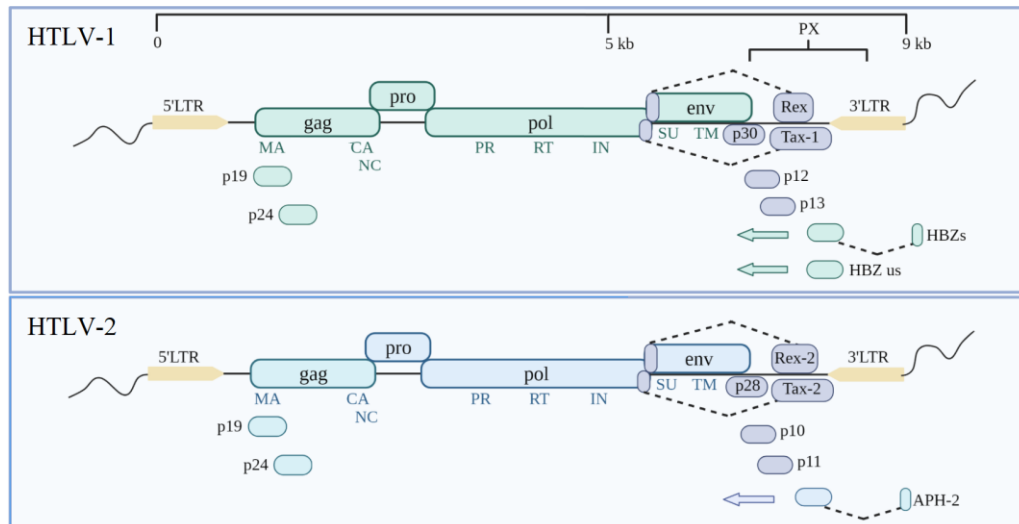 HTLV-1
0
5 kb
PX
9 kb
5'LTR
gag
pro
pol
env
Rex
3'LTR
p30
Tax-1
MA
CA
NC
PR
RT
IN
SU
TM
p19
p24
p12
p13
HBZs
HBZ us
HTLV-2
5'LTR
gag
pro
pol
env
Rex-2
3'LTR
p28
Tax-2
MA
CA
NC
PR
RT
IN
SU
TM
p19
p24
p10
p11
APH-2